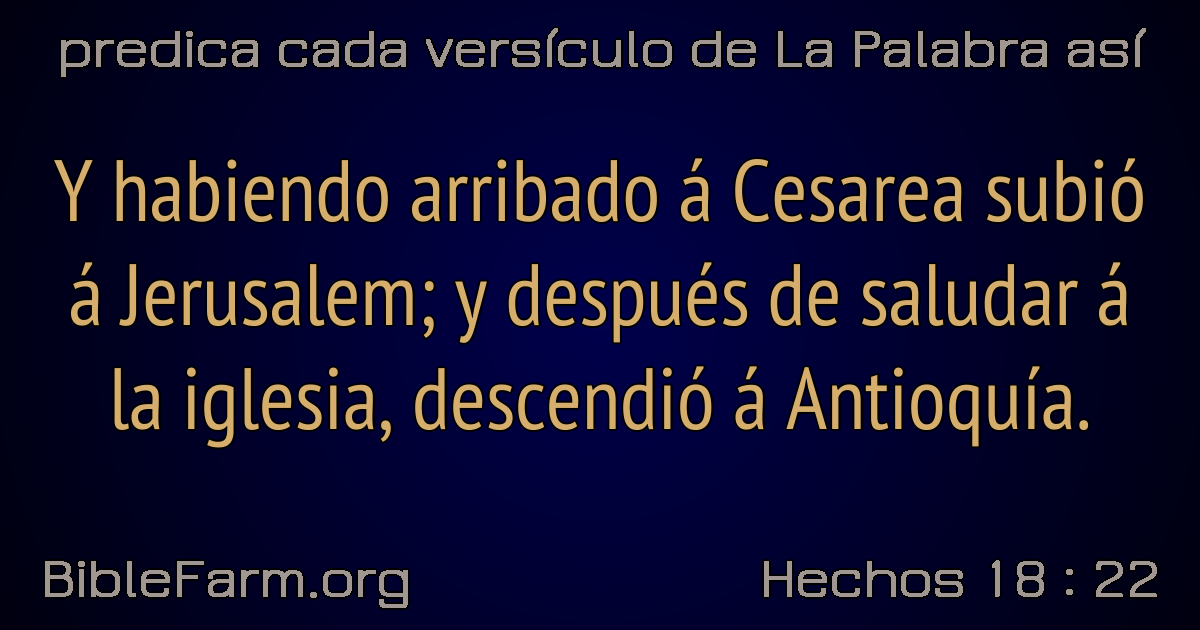 predica cada versículo de La Palabra así
Y habiendo arribado á Cesarea subió
á Jerusalem; y después de saludar á
la iglesia, descendió á Antioquía.
BibleFarm.org
Hechos 18 : 22